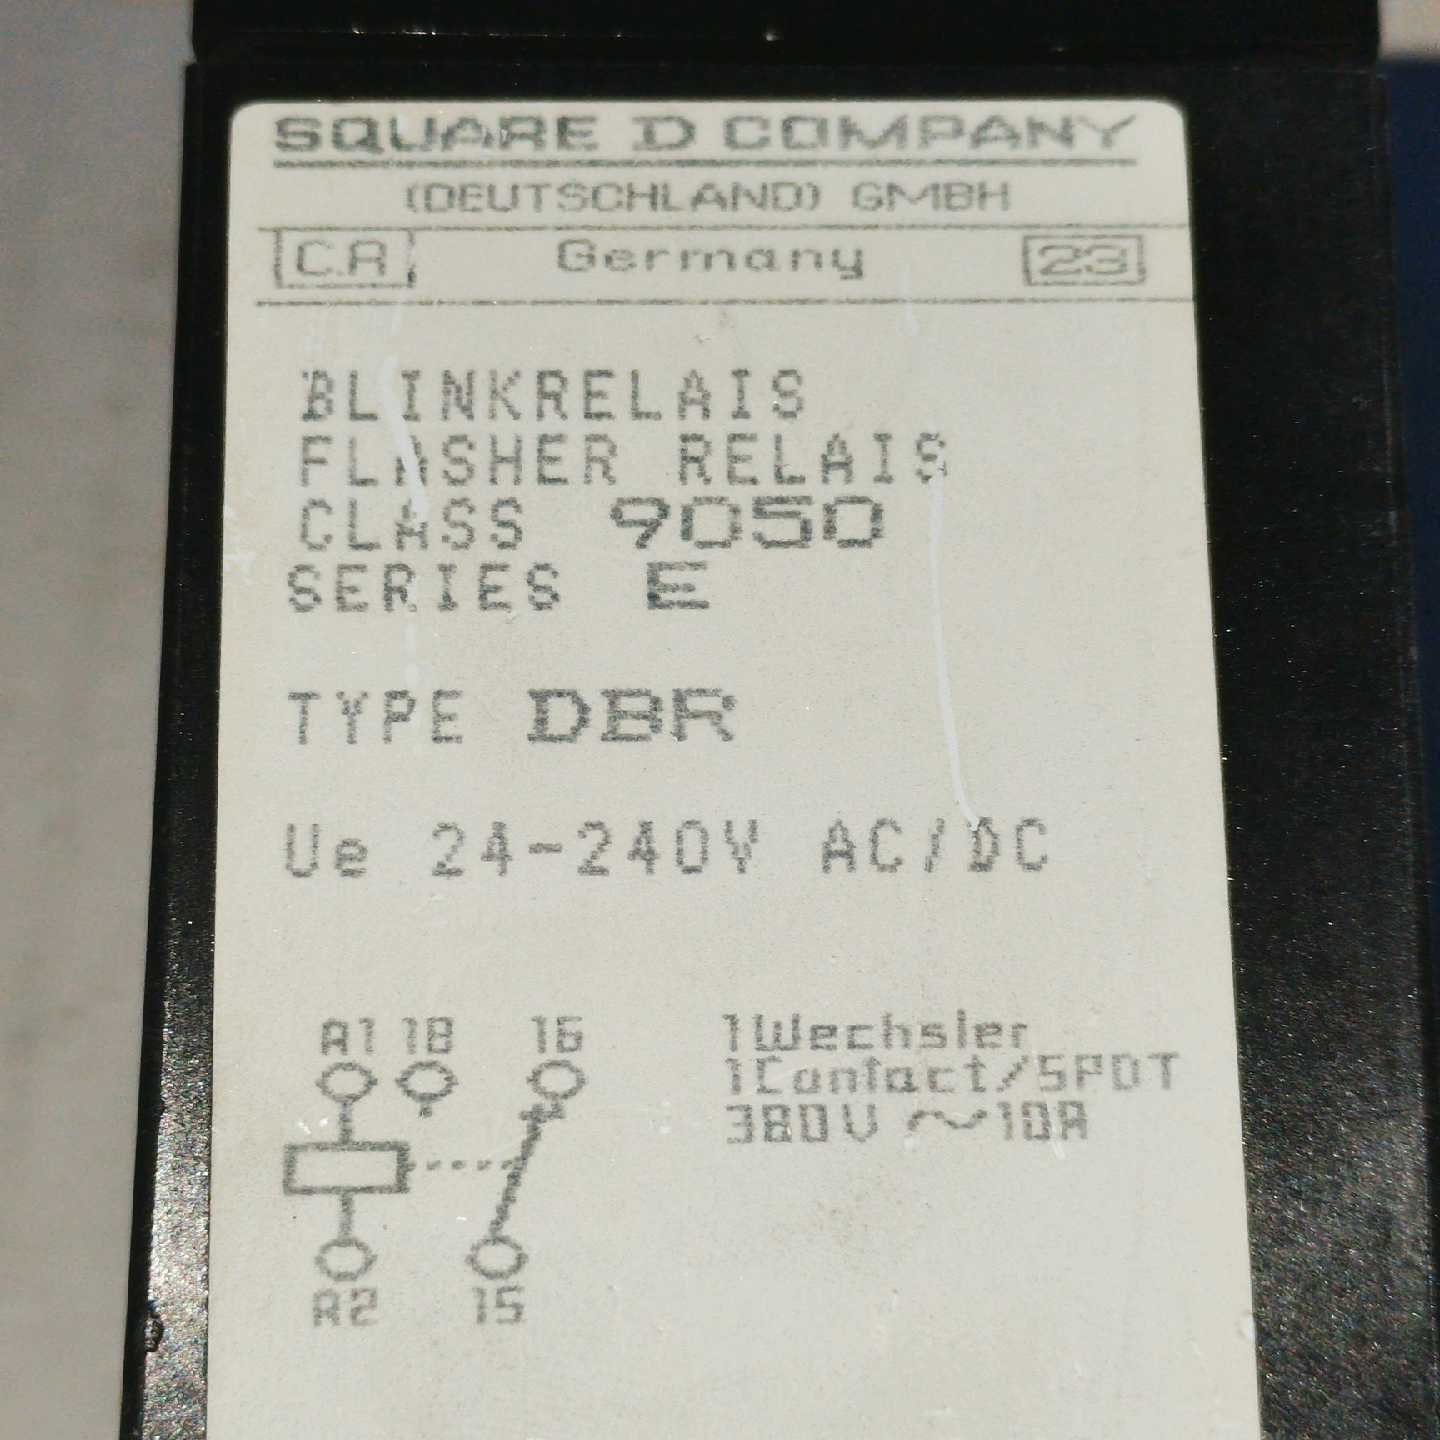 SQUARE D COMPANY
(DEUTSCHLAND) GMBH
C.A Germany 23
BLINKRELAIS
FLASHER RELAIS
CLASS 9050
SERIES E
TYPE DBR
Ue 24-240V AC/DC
A1 18 16
1Wechsler
1Contact/SPDT
380V ~10A
A2 15